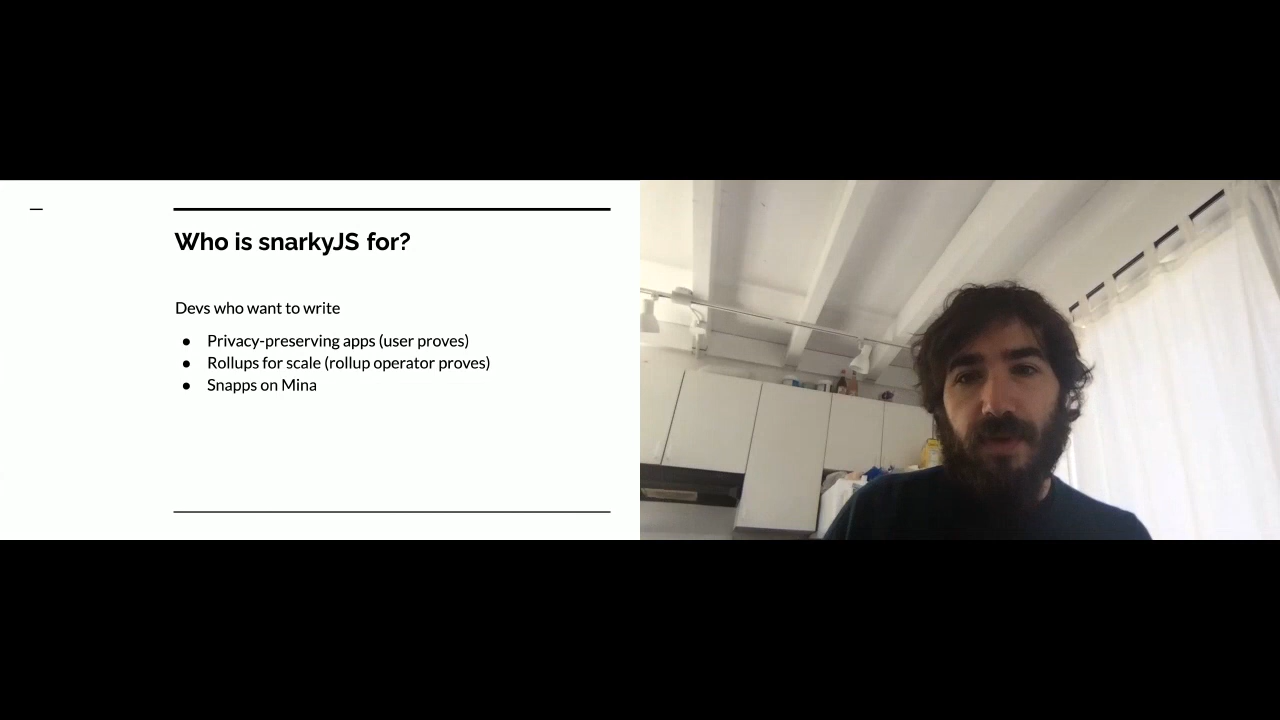 Who is snarkyJS for?
Devs who want to write
● Privacy-preserving apps (user proves)
● Rollups for scale (rollup operator proves)
● Snapps on Mina